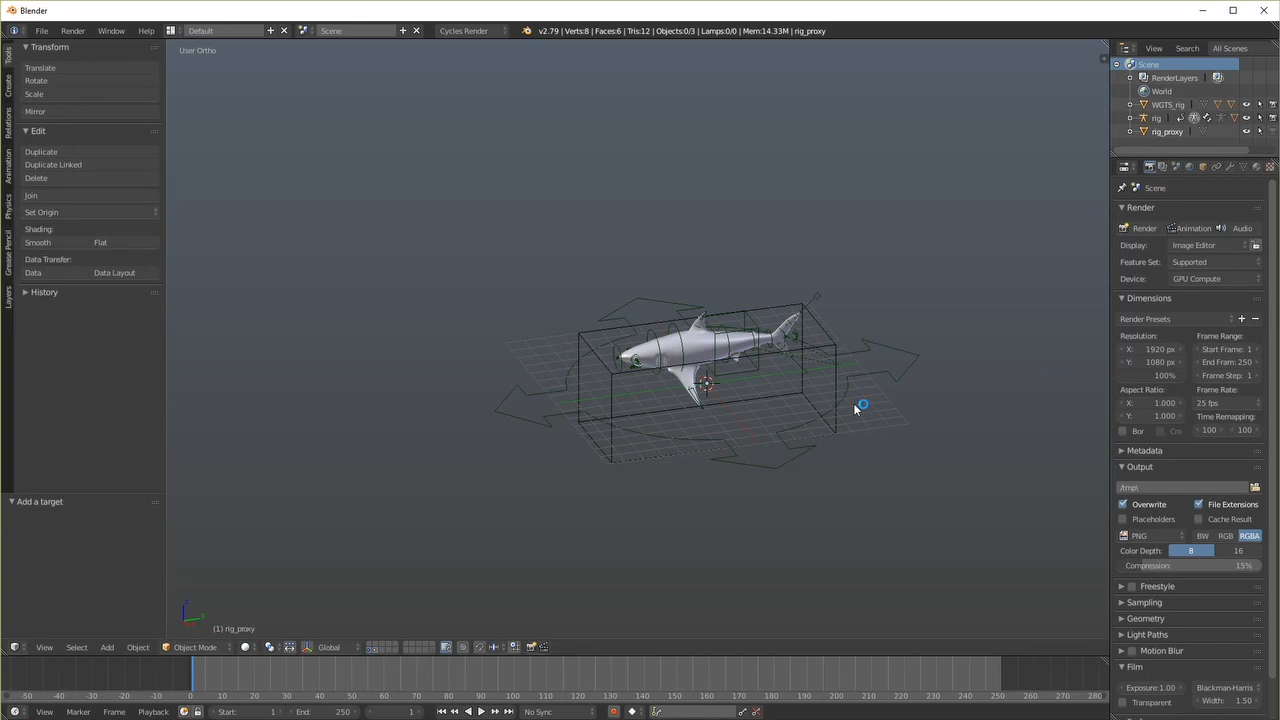 Blender
File Render Window Help Default Scene Cycles Render v2.79 | Verts:8 | Faces:6 | Tris:12 | Objects:0/3 | Lamps:0/0 | Mem:14.33M | rig_proxy
Tools
Create
Relations
Animation
Physics
Grease Pencil
Layers
Transform
Translate
Rotate
Scale
Mirror
Edit
Duplicate
Duplicate Linked
Delete
Join
Set Origin
Shading:
Smooth Flat
Data Transfer:
Data Data Layout
History
Add a target
User Ortho
(1) rig_proxy
View Select Add Object Object Mode Global
-50 -40 -30 -20 -10 0 10 20 30 40 50 60 70 80 90 100 110 120 130 140 150 160 170 180 190 200 210 220 230 240 250 260 270 280
View Marker Frame Playback Start: 1 End: 250 1 No Sync
View Search All Scenes
Scene
RenderLayers
World
WGTS_rig
rig
rig_proxy
Scene
Render
Render Animation Audio
Display: Image Editor
Feature Set: Supported
Device: GPU Compute
Dimensions
Render Presets
Resolution: Frame Range:
X: 1920 px Start Frame: 1
Y: 1080 px End Fram: 250
100% Frame Step: 1
Aspect Ratio: Frame Rate:
X: 1.000 25 fps
Y: 1.000 Time Remapping:
Bor Cro 100 100
Metadata
Output
/tmp\
Overwrite File Extensions
Placeholders Cache Result
PNG BW RGB RGBA
Color Depth: 8 16
Compression: 15%
Freestyle
Sampling
Geometry
Light Paths
Motion Blur
Film
Exposure:1.00 Blackman-Harris
Transparent Width: 1.50